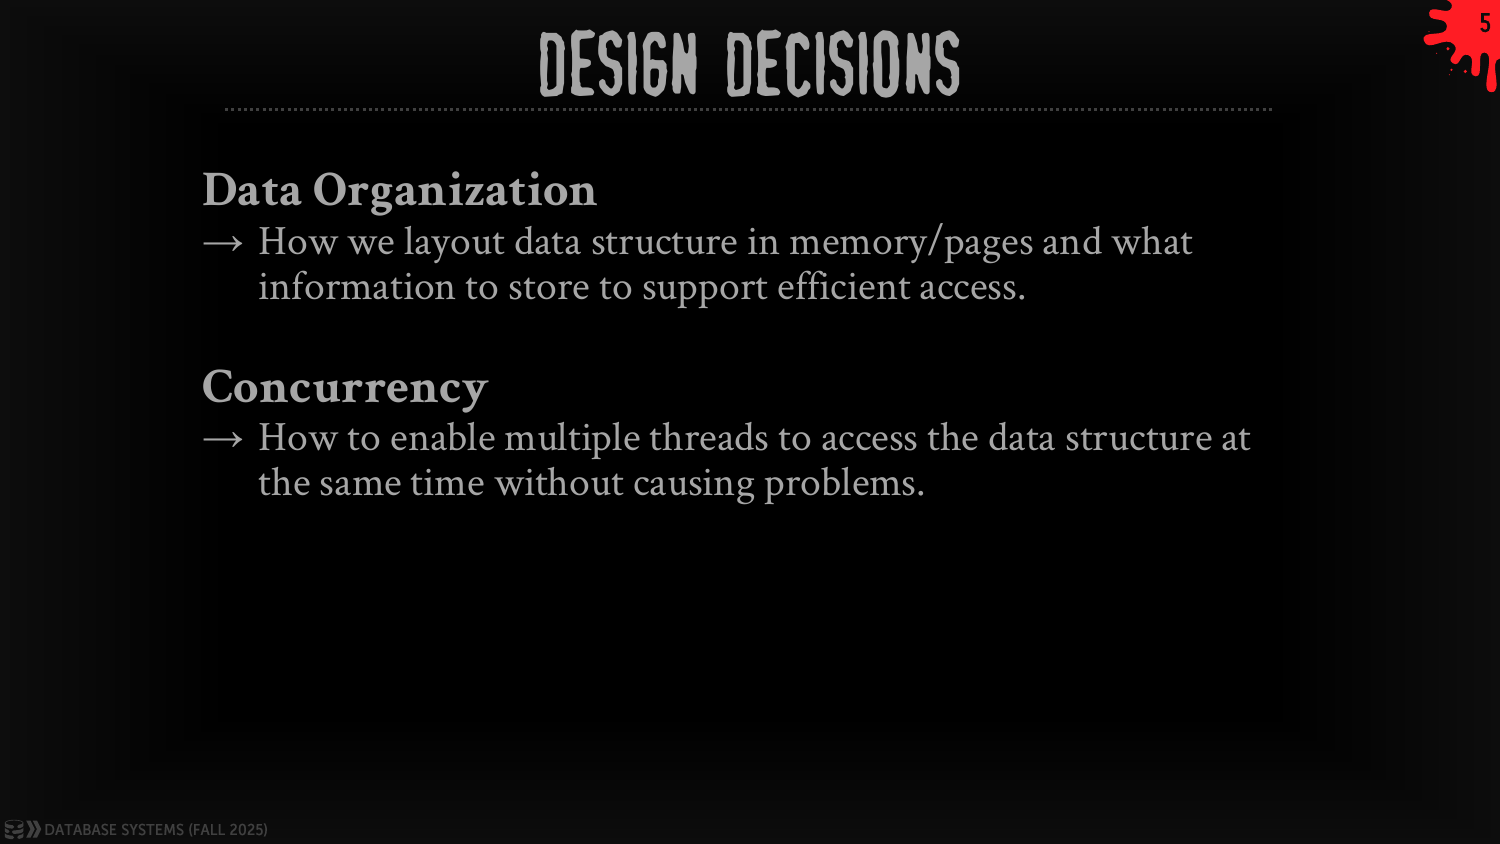 5
DESIGN DECISIONS
Data Organization
→ How we layout data structure in memory/pages and what
information to store to support efficient access.
Concurrency
→ How to enable multiple threads to access the data structure at
the same time without causing problems.
DATABASE SYSTEMS (FALL 2025)